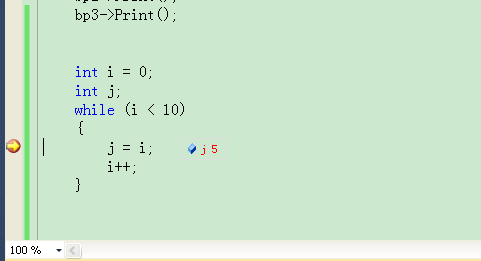 bp3->Print();
int i = 0;
int j;
while (i < 10)
{
j = i; j 5
i++;
}
100 %